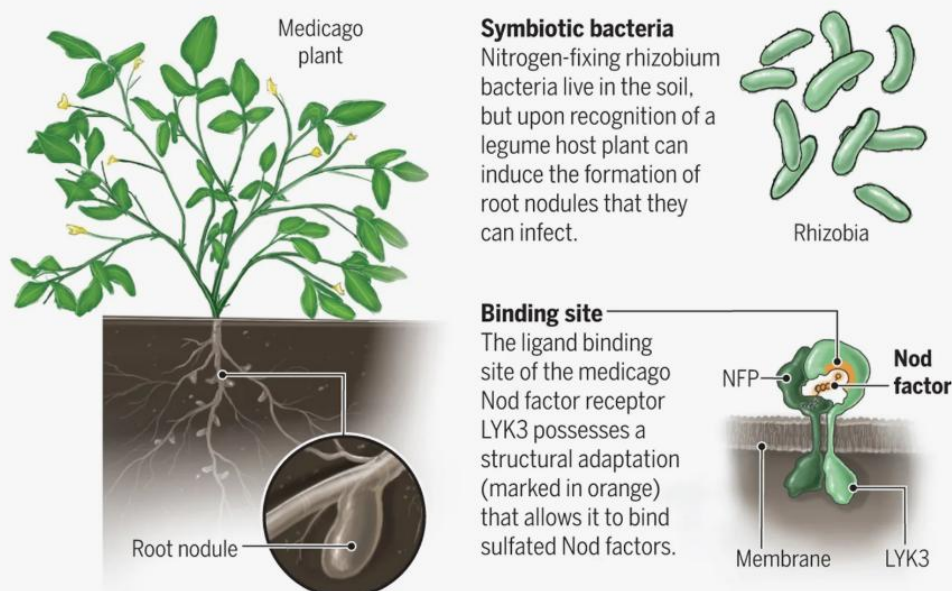 Medicago
plant
Root nodule
Symbiotic bacteria
Nitrogen-fixing rhizobium
bacteria live in the soil,
but upon recognition of a
legume host plant can
induce the formation of
root nodules that they
can infect.
Rhizobia
Binding site
The ligand binding
site of the medicago
Nod factor receptor
LYK3 possesses a
structural adaptation
(marked in orange)
that allows it to bind
sulfated Nod factors.
NFP
Nod
factor
Membrane
LYK3